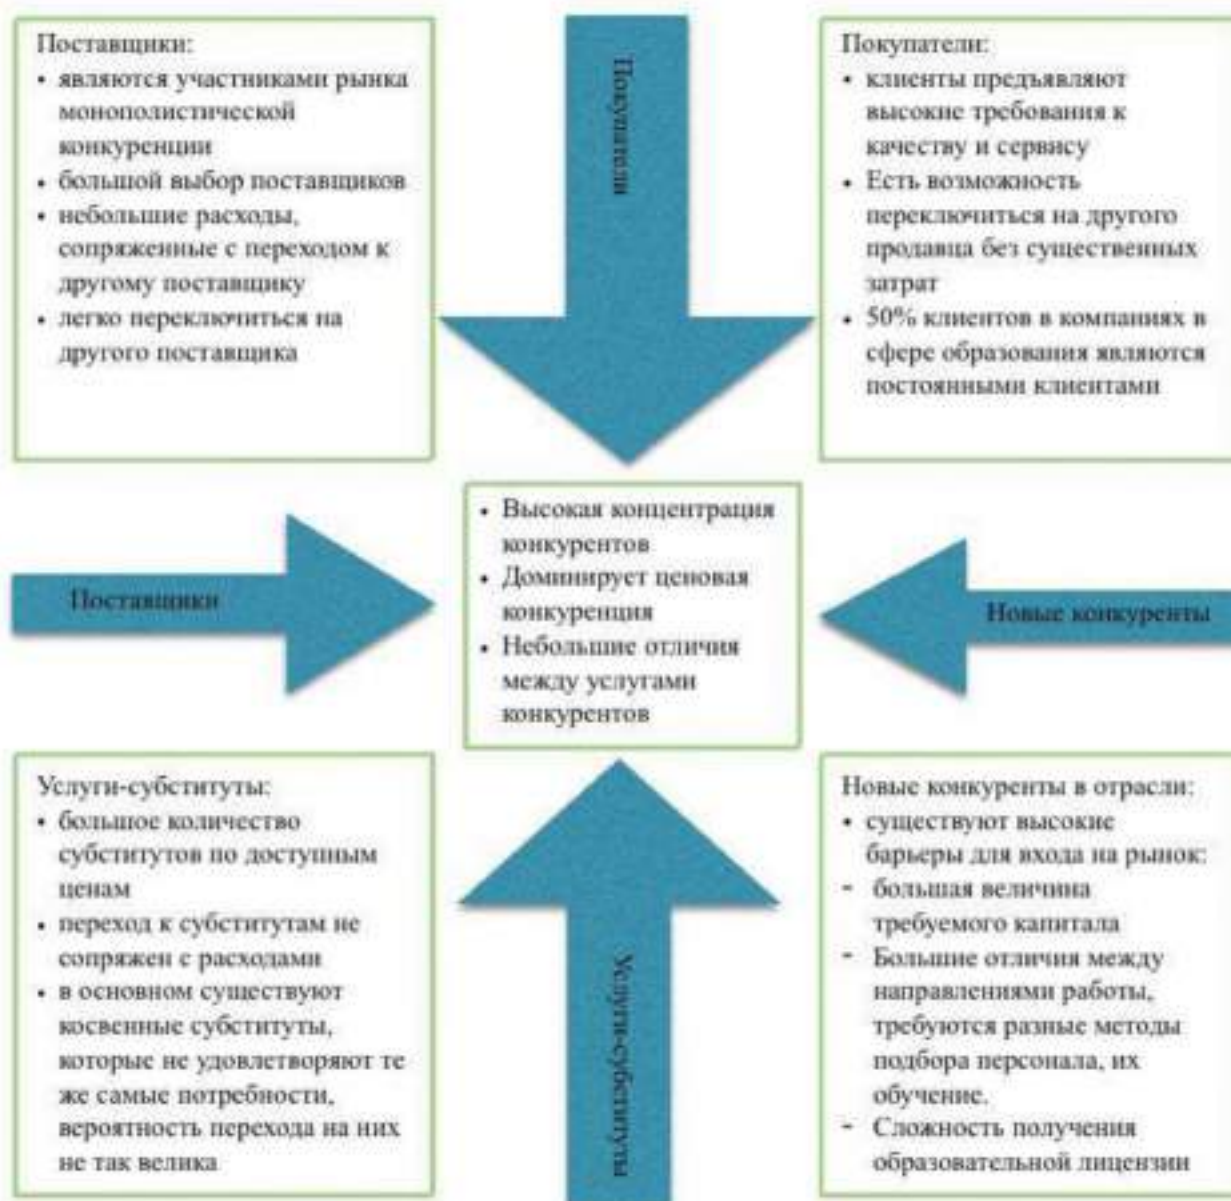 Поставщики:
• являются участниками рынка
монополистической
конкуренции
• большой выбор поставщиков
• небольшие расходы,
сопряженные с переходом к
другому поставщику
• легко переключиться на
другого поставщика
Покупатели
Покупатели:
• клиенты предъявляют
высокие требования к
качеству и сервису
• Есть возможность
переключиться на другого
продавца без существенных
затрат
• 50% клиентов в компаниях в
сфере образования являются
постоянными клиентами
Поставщики
• Высокая концентрация
конкурентов
• Доминирует ценовая
конкуренция
• Небольшие отличия
между услугами
конкурентов
Новые конкуренты
Услуги-субституты:
• большое количество
субститутов по доступным
ценам
• переход к субститутам не
сопряжен с расходами
• в основном существуют
косвенные субституты,
которые не удовлетворяют те
же самые потребности,
вероятность перехода на них
не так велика
Услуги-субституты
Новые конкуренты в отрасли:
• существуют высокие
барьеры для входа на рынок:
- большая величина
требуемого капитала
- Большие отличия между
направлениями работы,
требуются разные методы
подбора персонала, их
обучение.
- Сложность получения
образовательной лицензии